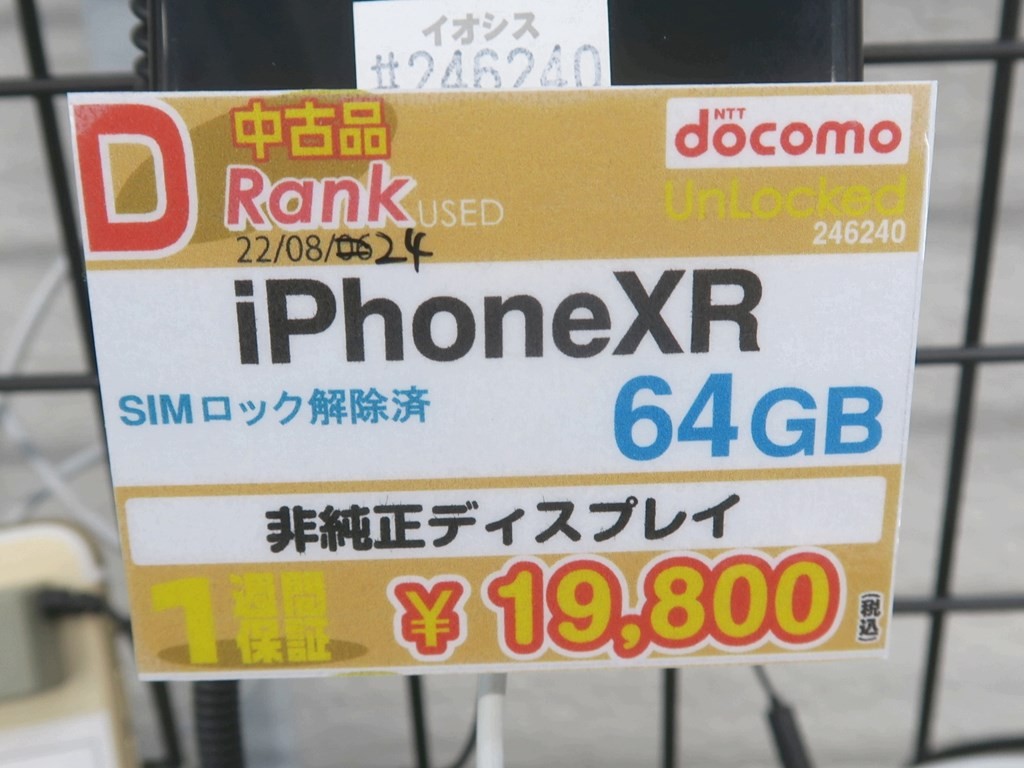 イオシス
#246240
D
中古品
Rank USED
22/08/06 24
NTT
docomo
UnLocked
246240
iPhoneXR
SIMロック解除済
64GB
非純正ディスプレイ
1週間保証
¥19,800
(税込)